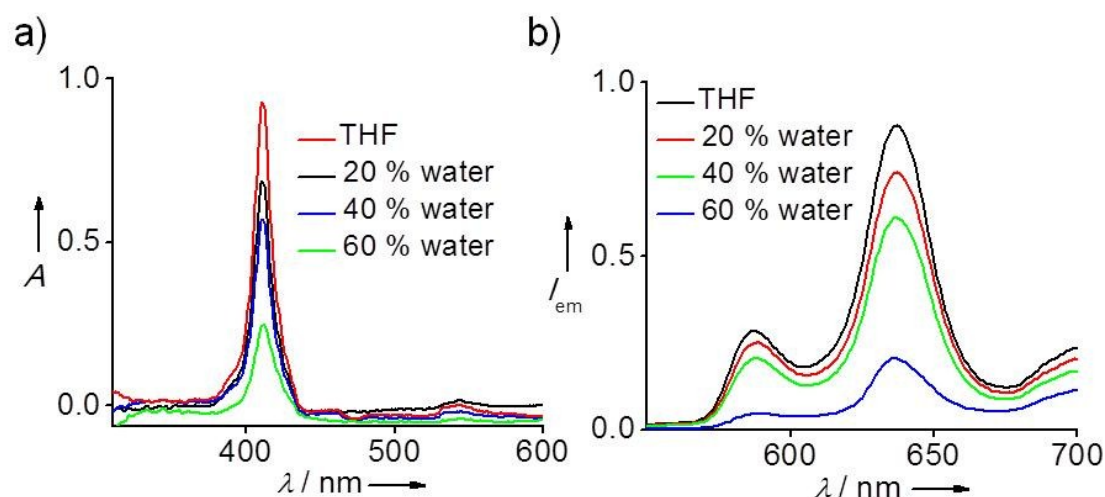 a)
1.0
0.5
0.0
A
THF
20 % water
40 % water
60 % water
400
500
600
λ / nm
b)
1.0
0.5
0.0
I em
THF
20 % water
40 % water
60 % water
600
650
700
λ / nm